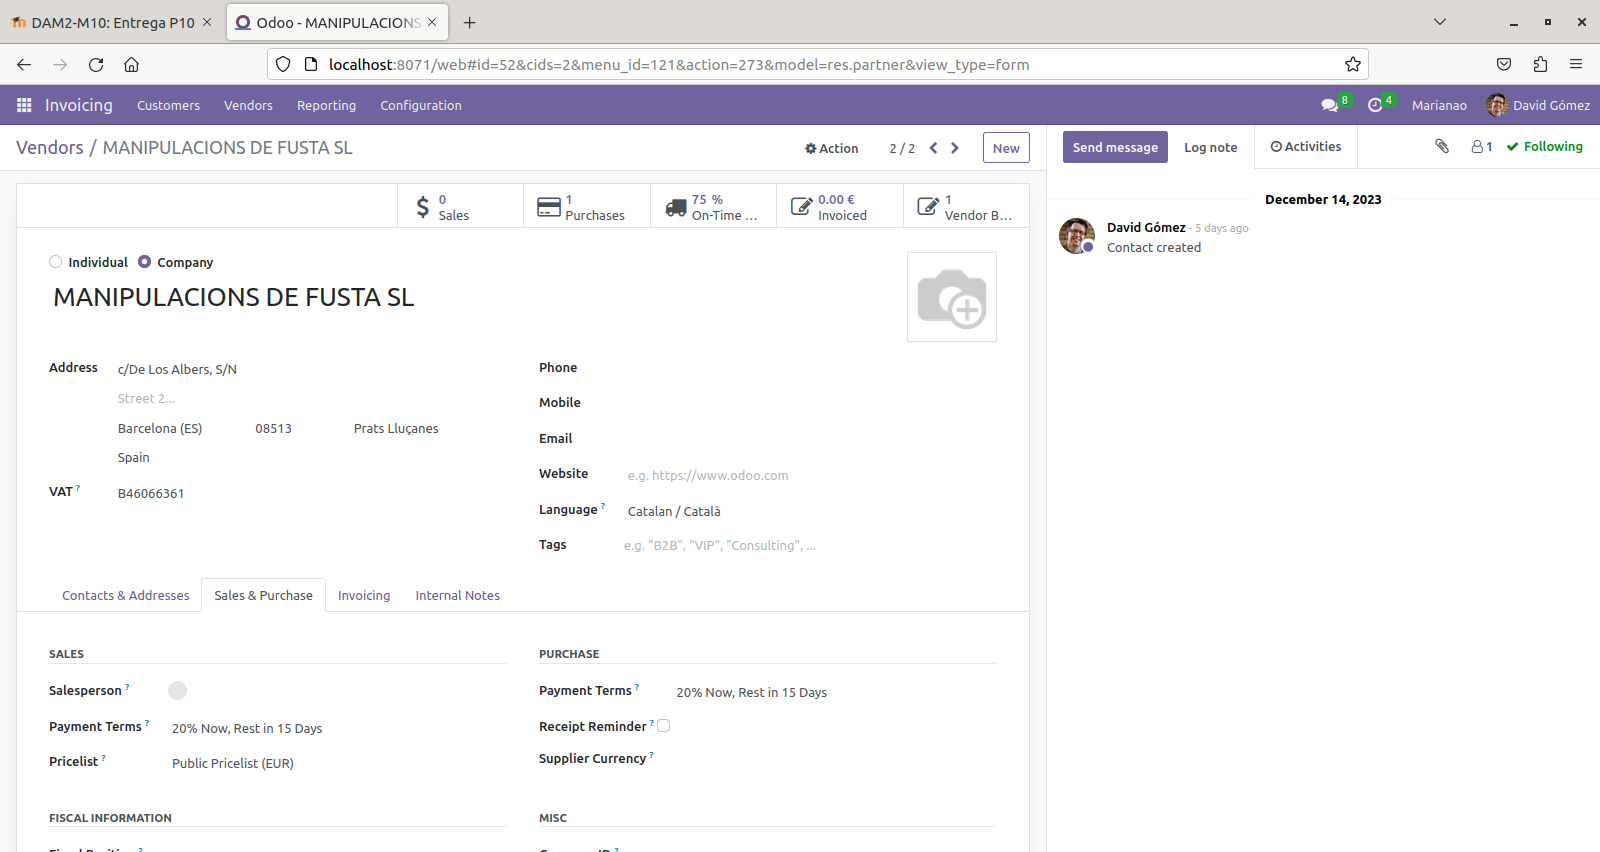 DAM2-M10: Entrega P10
Odoo - MANIPULACIONS
localhost:8071/web#id=52&cids=2&menu_id=121&action=273&model=res.partner&view_type=form
Invoicing Customers Vendors Reporting Configuration 8 4 Marianao David Gómez
Vendors / MANIPULACIONS DE FUSTA SL Action 2 / 2 New Send message Log note Activities 1 Following
0 Sales
1 Purchases
75 % On-Time ...
0.00 € Invoiced
1 Vendor B...
December 14, 2023
David Gómez - 5 days ago
Contact created
Individual Company
MANIPULACIONS DE FUSTA SL
Address c/De Los Albers, S/N
Street 2...
Barcelona (ES) 08513 Prats Lluçanes
Spain
VAT ? B46066361
Phone
Mobile
Email
Website e.g. https://www.odoo.com
Language ? Catalan / Català
Tags e.g. "B2B", "VIP", "Consulting", ...
Contacts & Addresses Sales & Purchase Invoicing Internal Notes
SALES
Salesperson ?
Payment Terms ? 20% Now, Rest in 15 Days
Pricelist ? Public Pricelist (EUR)
PURCHASE
Payment Terms ? 20% Now, Rest in 15 Days
Receipt Reminder ?
Supplier Currency ?
FISCAL INFORMATION
MISC